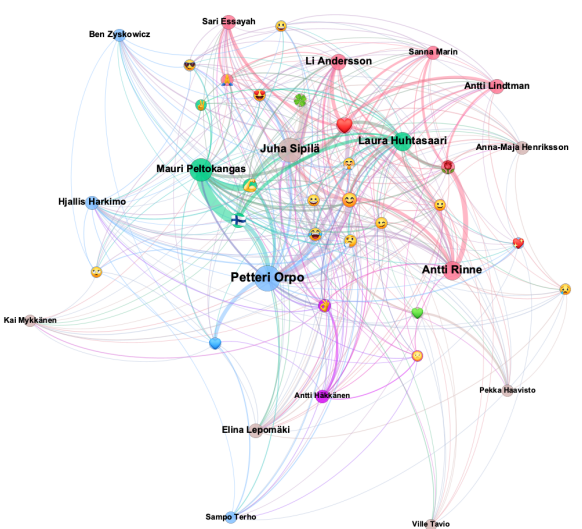 Sari Essayah
Ben Zyskowicz
Sanna Marin
Li Andersson
Antti Lindtman
Laura Huhtasaari
Juha Sipilä
Anna-Maja Henriksson
Mauri Peltokangas
Hjallis Harkimo
Antti Rinne
Petteri Orpo
Kai Mykkänen
Pekka Haavisto
Antti Häkkänen
Elina Lepomäki
Sampo Terho
Ville Tavio